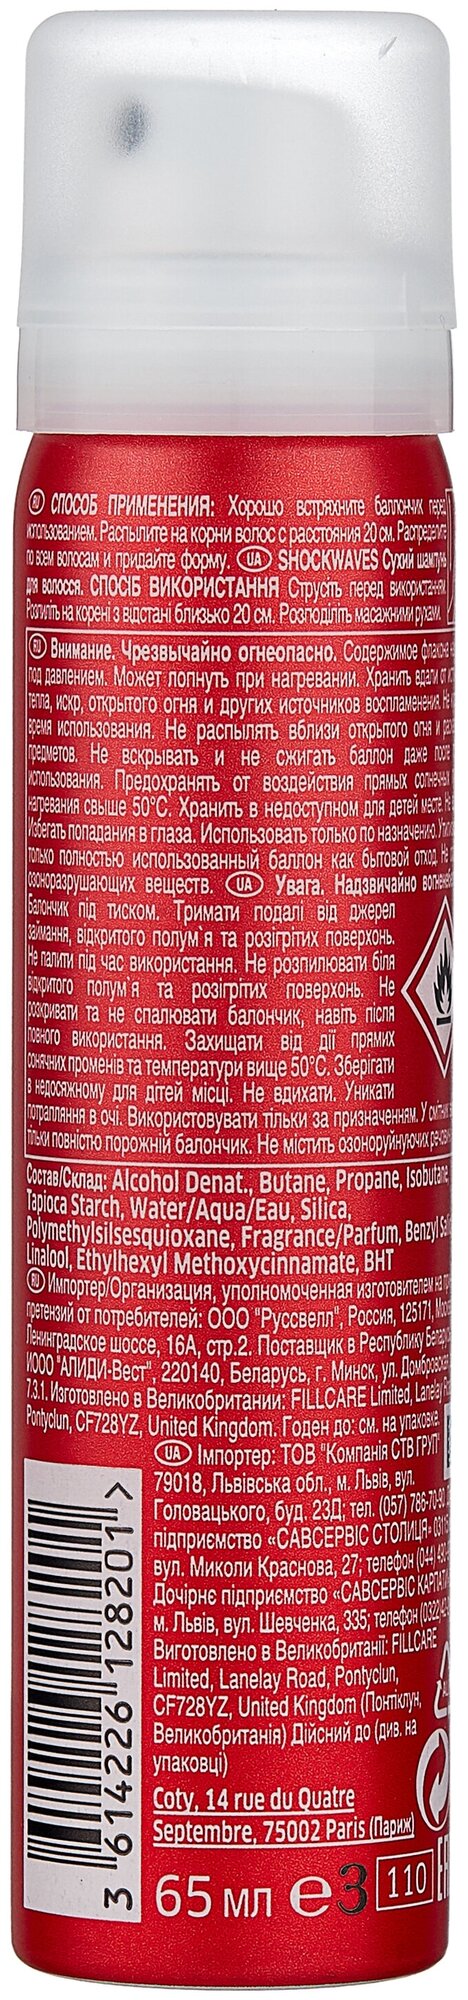 RU СПОСОБ ПРИМЕНЕНИЯ: Хорошо встряхните баллончик перед
использованием. Распылите на корни волос с расстояния 20 см. Распределите
по всем волосам и придайте форму. UA SHOCKWAVES Сухий шампунь
для волосся. СПОСІБ ВИКОРИСТАННЯ Струсіть перед використанням.
Розпиліть на корені з відстані близько 20 см. Розподіліть масажними рухами.
RU Внимание. Чрезвычайно огнеопасно. Содержимое флакона
под давлением. Может лопнуть при нагревании. Хранить вдали от
тепла, искр, открытого огня и других источников воспламенения. Не
время использования. Не распылять вблизи открытого огня и
предметов. Не вскрывать и не сжигать баллон даже после
использования. Предохранять от воздействия прямых солнечных
нагревания свыше 50°C. Хранить в недоступном для детей месте. Не
Избегать попадания в глаза. Использовать только по назначению.
только полностью использованный баллон как бытовой отход. Не
озоноразрушающих веществ. UA Увага. Надзвичайно
Балончик під тиском. Тримати подалі від джерел
займання, відкритого полум`я та розігрітих поверхонь.
Не палити під час використання. Не розпилювати біля
відкритого полум`я та розігрітих поверхонь. Не
розкривати та не спалювати балончик, навіть після
повного використання. Захищати від дії прямих
сонячних променів та температури вище 50°C. Зберігати
в недосяжному для дітей місці. Не вдихати. Уникати
потрапляння в очі. Використовувати тільки за призначенням. У смітник
тільки повністю порожній балончик. Не містить озоноруйнуючих
Состав/Склад: Alcohol Denat., Butane, Propane, Isobutane,
Tapioca Starch, Water/Aqua/Eau, Silica,
Polymethylsilsesquioxane, Fragrance/Parfum, Benzyl
Linalool, Ethylhexyl Methoxycinnamate, BHT
RU Импортер/Организация, уполномоченная изготовителем на
претензий от потребителей: ООО "Руссвелл", Россия, 125171,
Ленинградское шоссе, 16А, стр.2. Поставщик в Республику
ИООО "АЛИДИ-Вест", 220140, Беларусь, г. Минск, ул. Домбровская
7.3.1. Изготовлено в Великобритании: FILLCARE Limited, Lanelay
Pontyclun, CF728YZ, United Kingdom. Годен до: см. на упаковке.
UA Імпортер: ТОВ "Компанія СТВ ГРУП"
79018, Львівська обл., м. Львів, вул.
Головацького, буд. 23Д; тел. (057) 786-70-90
підприємство «САВСЕРВІС СТОЛИЦЯ»
вул. Миколи Краснова, 27; телефон (044)
Дочірнє підприємство «САВСЕРВІС
м. Львів, вул. Шевченка, 335; телефон
Виготовлено в Великобританії: FILLCARE
Limited, Lanelay Road, Pontyclun,
CF728YZ, United Kingdom (Понтіклун,
Великобританія) Дійсний до (див. на
упаковці)
Coty, 14 rue du Quatre
Septembre, 75002 Paris (Париж)
3 614226 128201 >
65 мл e 3 110